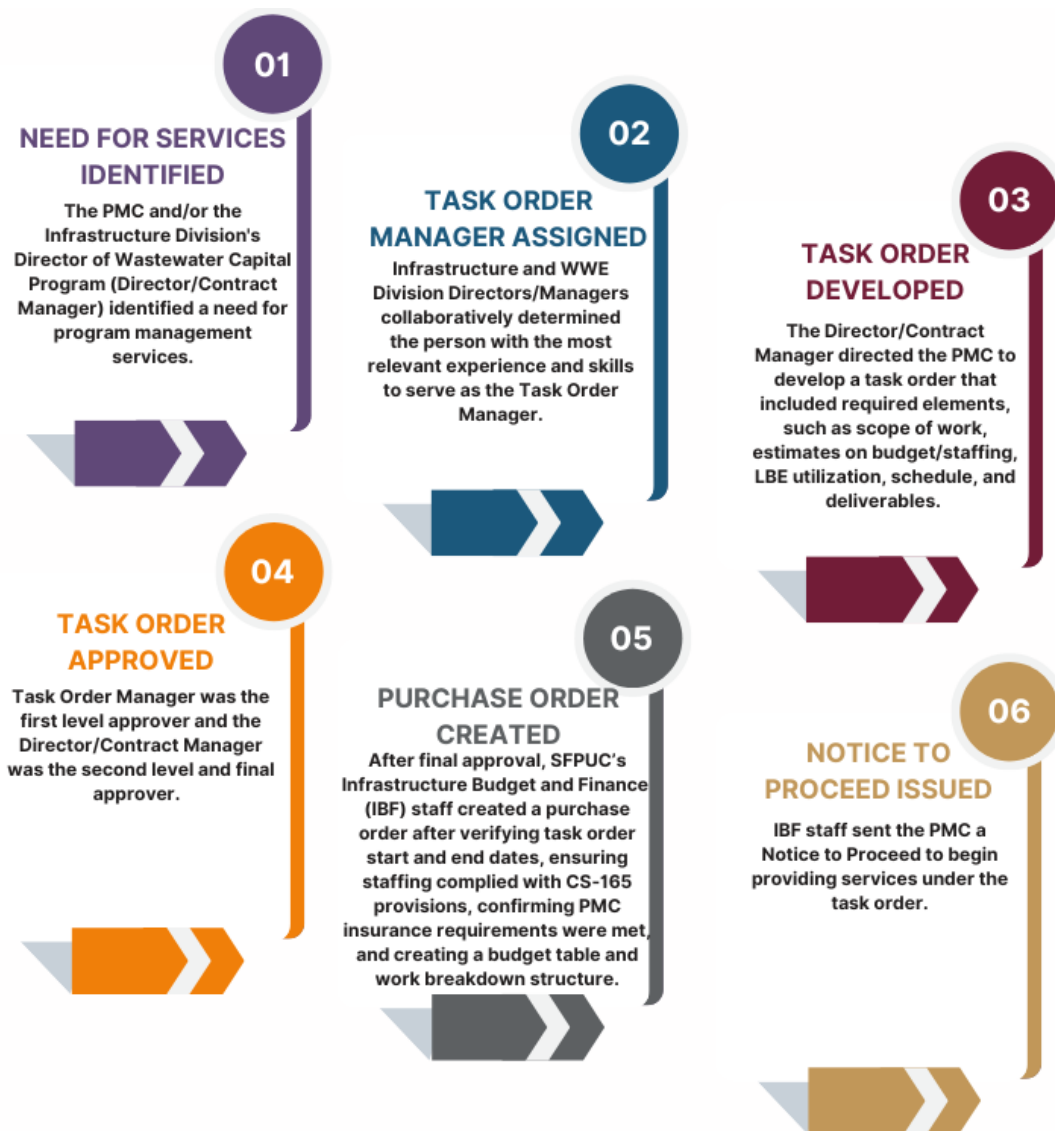 01
NEED FOR SERVICES
IDENTIFIED
The PMC and/or the
Infrastructure Division's
Director of Wastewater Capital
Program (Director/Contract
Manager) identified a need for
program management
services.
02
TASK ORDER
MANAGER ASSIGNED
Infrastructure and WWE
Division Directors/Managers
collaboratively determined
the person with the most
relevant experience and skills
to serve as the Task Order
Manager.
03
TASK ORDER
DEVELOPED
The Director/Contract
Manager directed the PMC to
develop a task order that
included required elements,
such as scope of work,
estimates on budget/staffing,
LBE utilization, schedule, and
deliverables.
04
TASK ORDER
APPROVED
Task Order Manager was the
first level approver and the
Director/Contract Manager
was the second level and final
approver.
05
PURCHASE ORDER
CREATED
After final approval, SFPUC’s
Infrastructure Budget and Finance
(IBF) staff created a purchase
order after verifying task order
start and end dates, ensuring
staffing complied with CS-165
provisions, confirming PMC
insurance requirements were met,
and creating a budget table and
work breakdown structure.
06
NOTICE TO
PROCEED ISSUED
IBF staff sent the PMC a
Notice to Proceed to begin
providing services under the
task order.